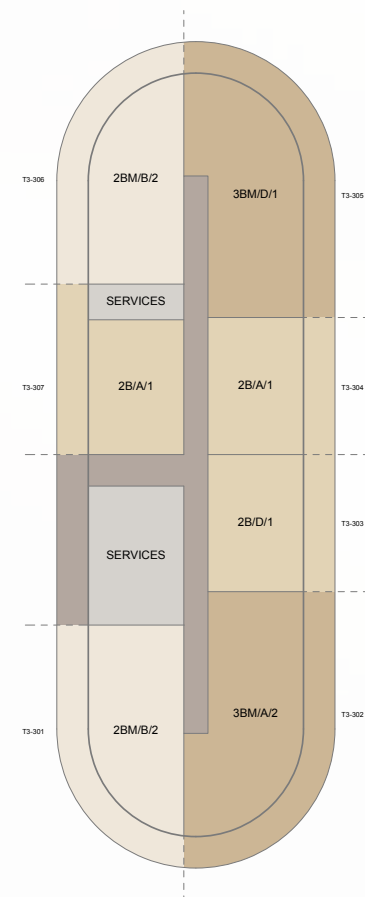 T3-306
2BM/B/2
3BM/D/1
T3-305
SERVICES
T3-307
2B/A/1
2B/A/1
T3-304
2B/D/1
T3-303
SERVICES
3BM/A/2
T3-302
T3-301
2BM/B/2